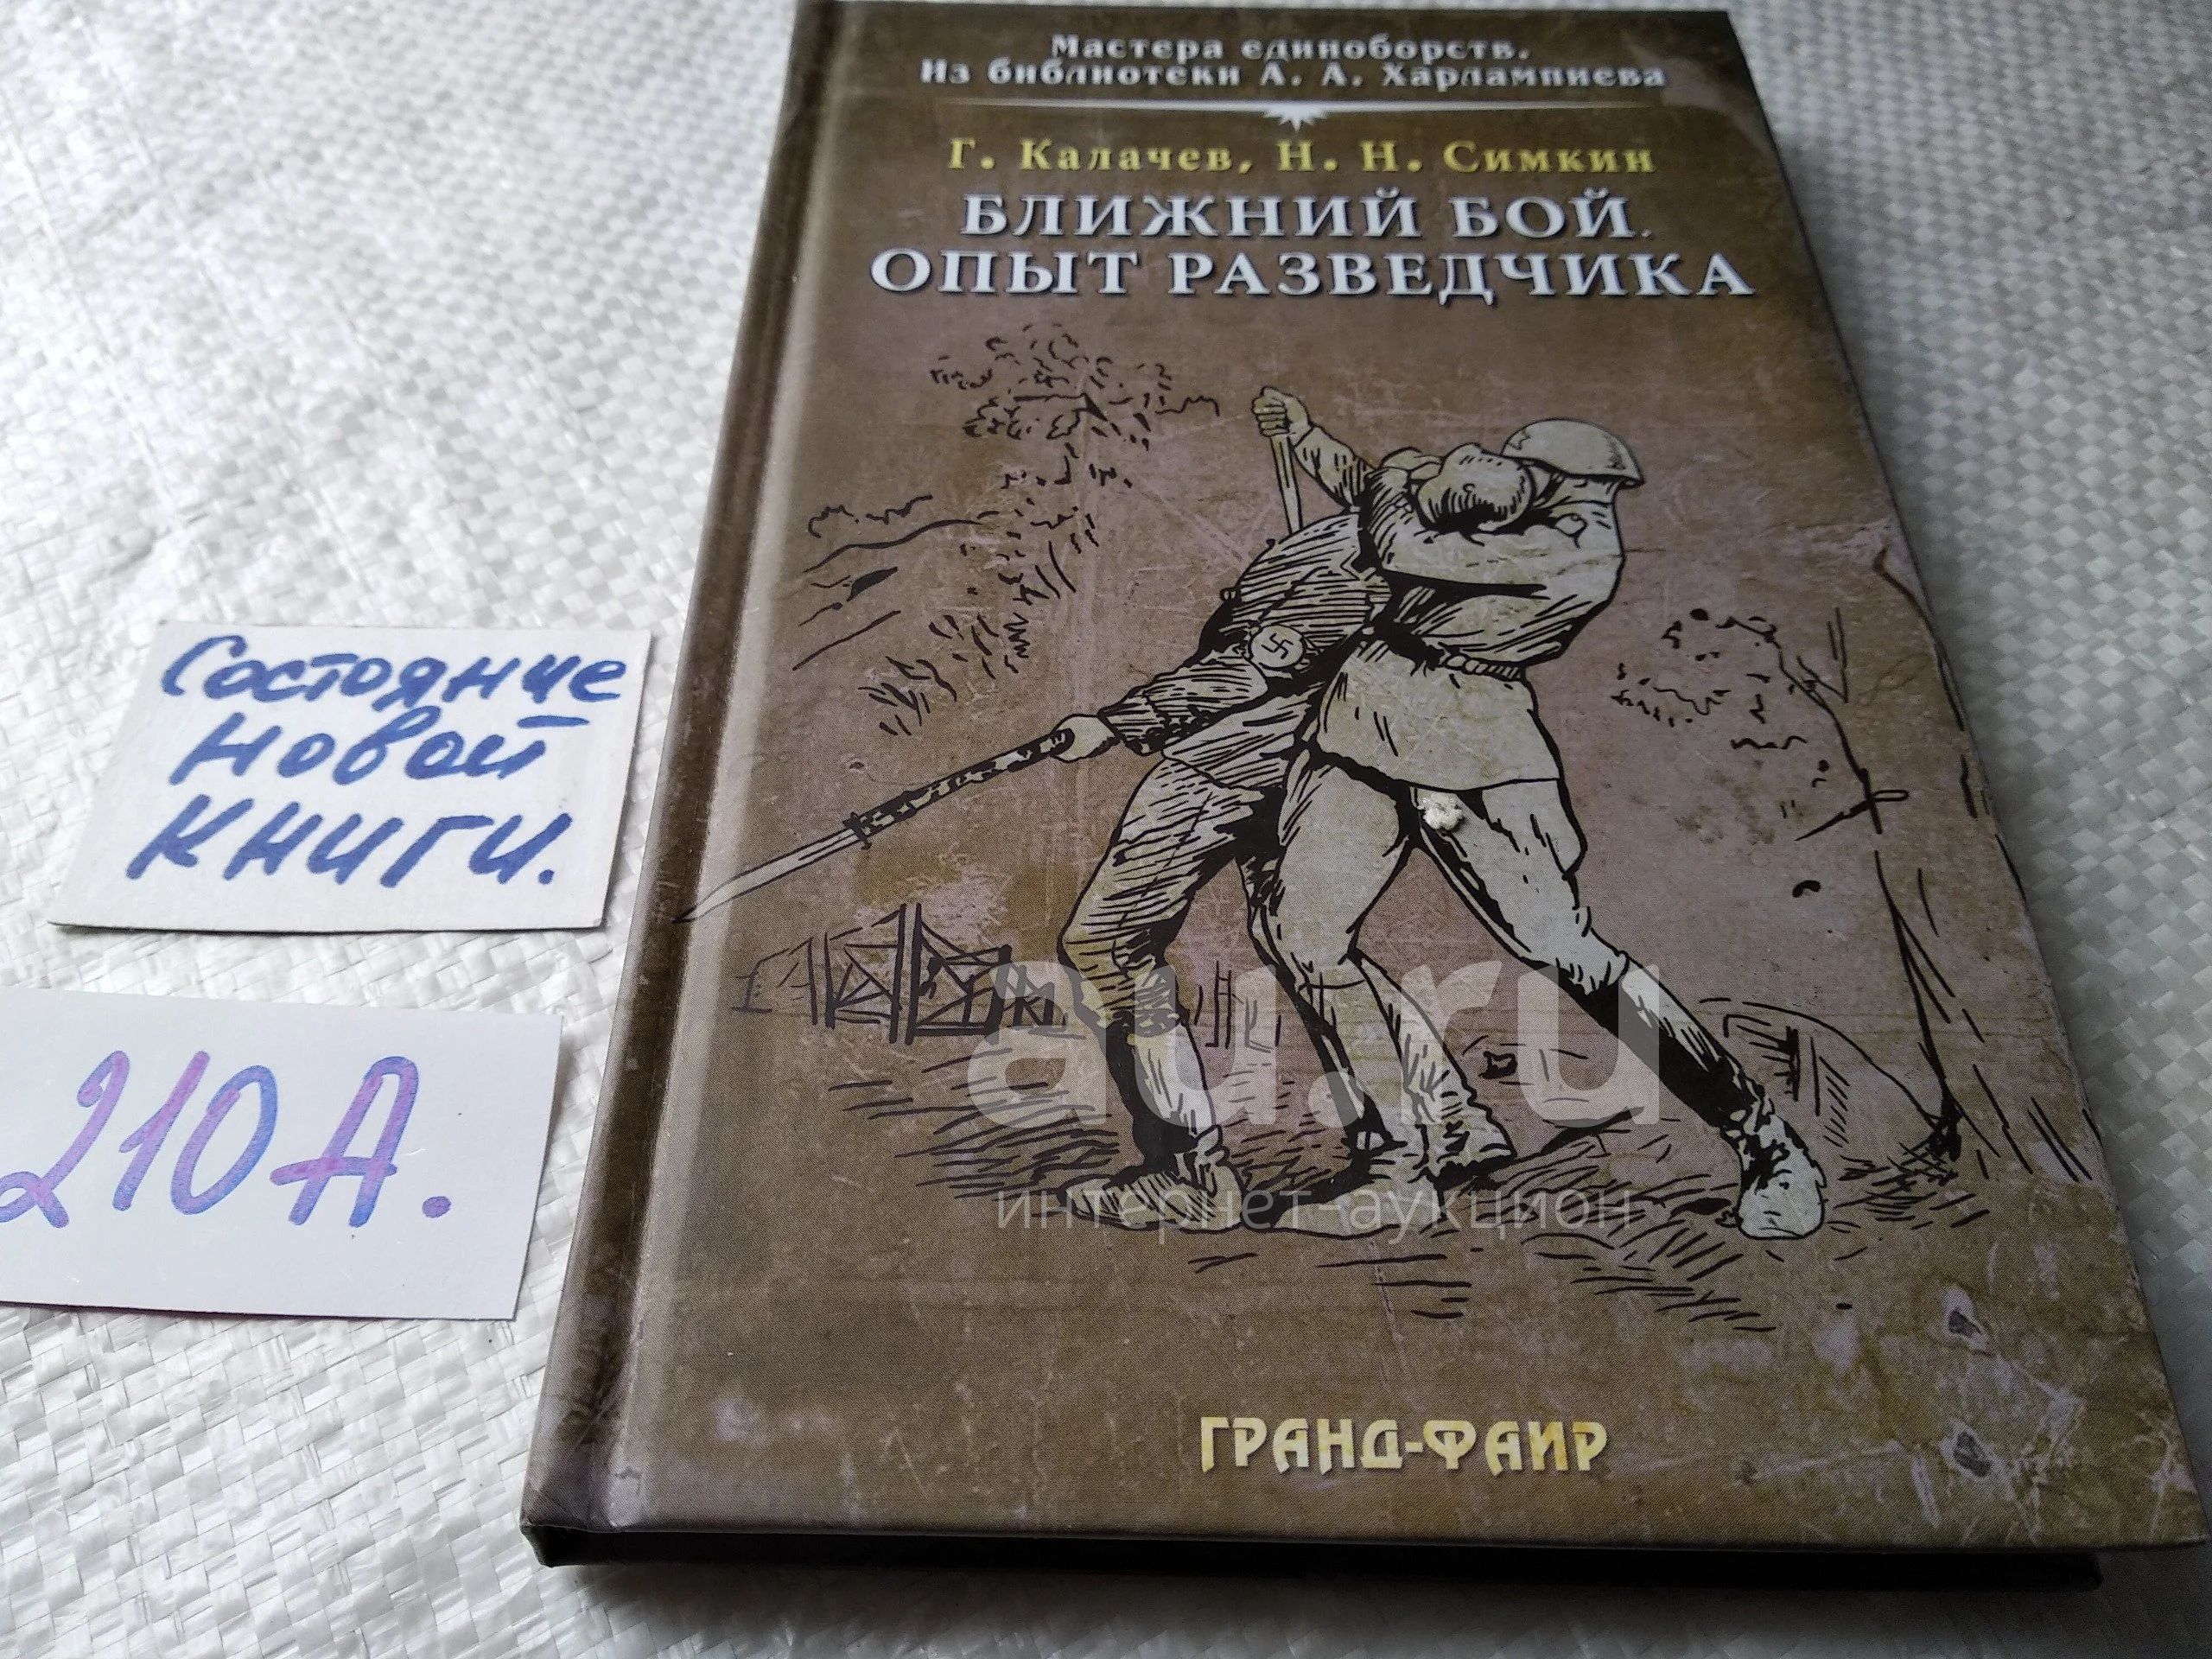 Мастера единоборств.
Из библиотеки А. А. Харлампиева
Г. Калачев, Н. Н. Симкин
БЛИЖНИЙ БОЙ.
ОПЫТ РАЗВЕДЧИКА
Состояние
новой
книги.
210А.
au.ru
интернет-аукцион
ГРАНД-ФАИР